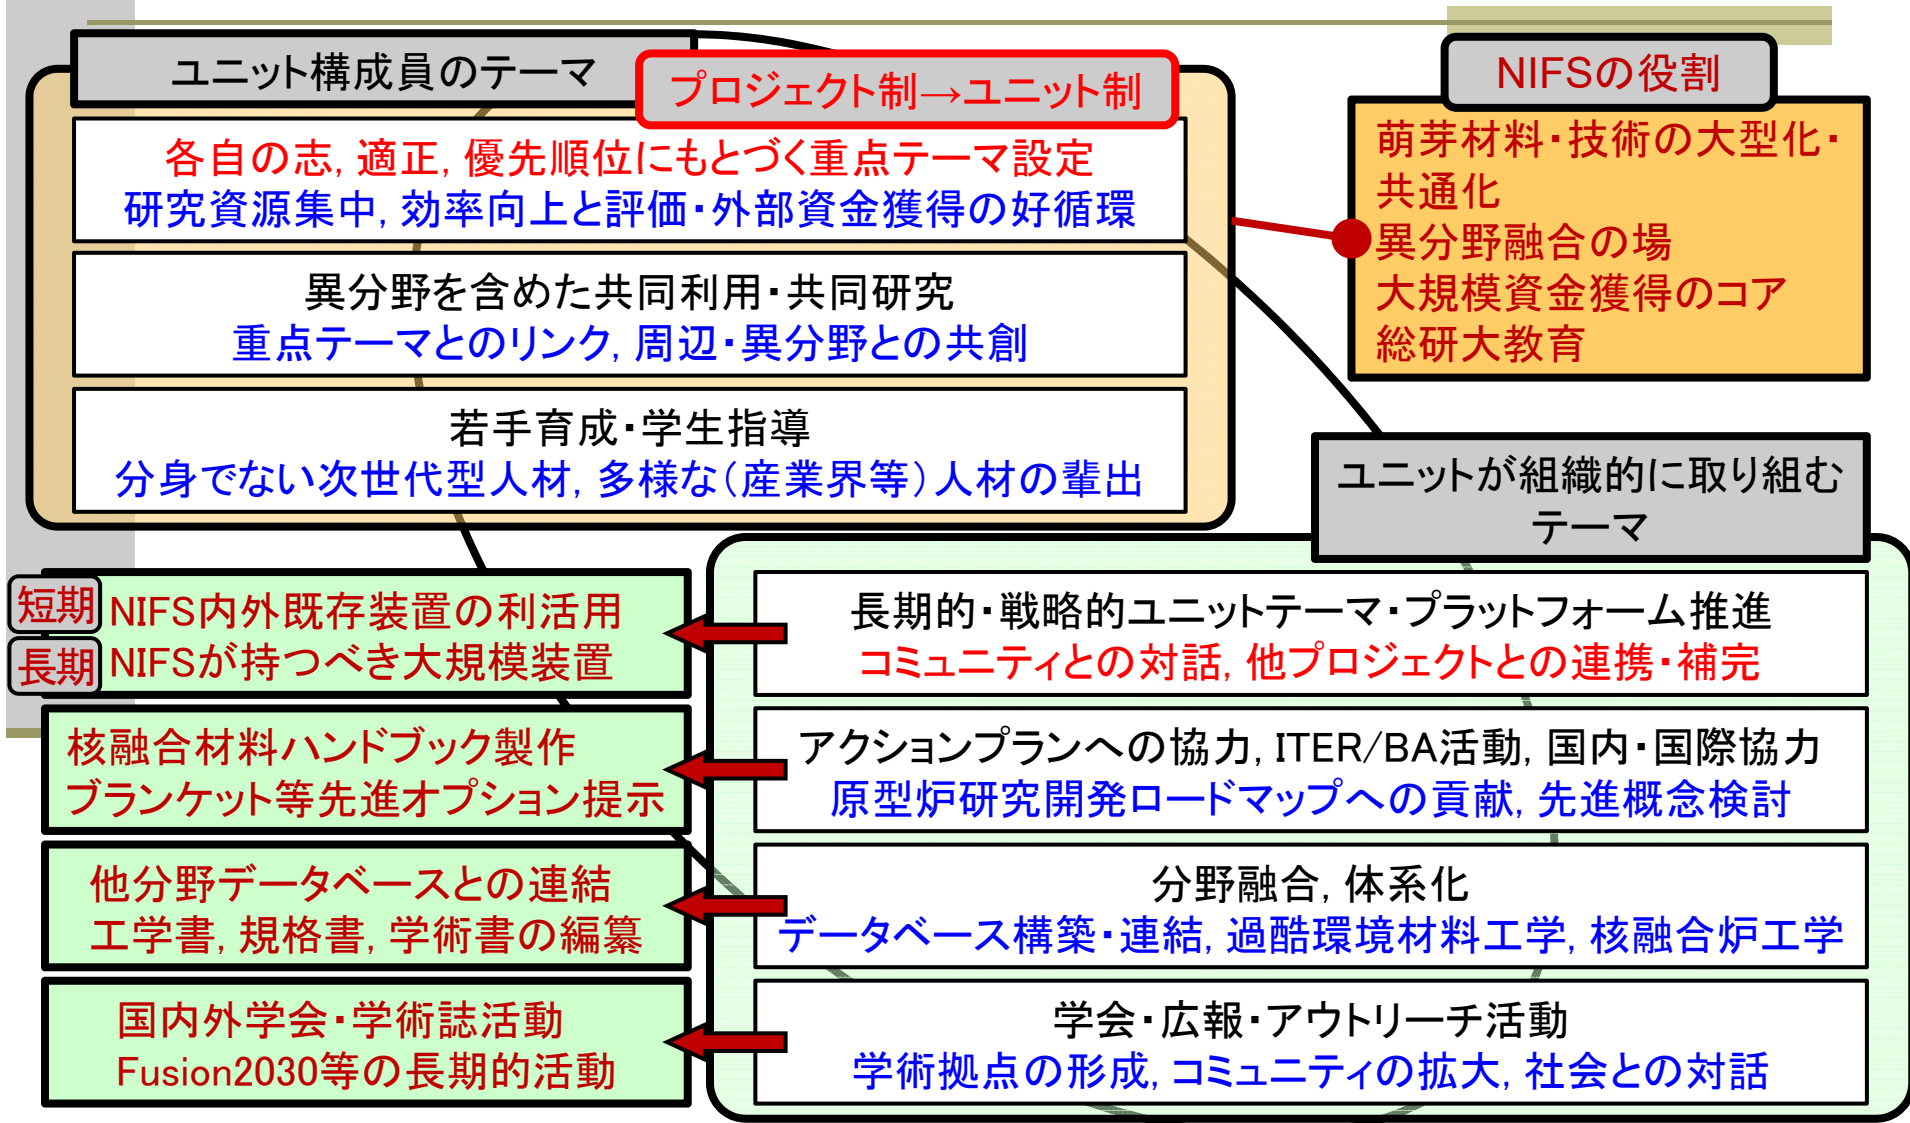 ユニット構成員のテーマ
プロジェクト制→ユニット制
各自の志, 適正, 優先順位にもとづく重点テーマ設定
研究資源集中, 効率向上と評価・外部資金獲得の好循環
異分野を含めた共同利用・共同研究
重点テーマとのリンク, 周辺・異分野との共創
若手育成・学生指導
分身でない次世代型人材, 多様な(産業界等)人材の輩出
NIFSの役割
萌芽材料・技術の大型化・
共通化
異分野融合の場
大規模資金獲得のコア
総研大教育
ユニットが組織的に取り組む
テーマ
長期的・戦略的ユニットテーマ・プラットフォーム推進
コミュニティとの対話, 他プロジェクトとの連携・補完
短期 NIFS内外既存装置の利活用
長期 NIFSが持つべき大規模装置
アクションプランへの協力, ITER/BA活動, 国内・国際協力
原型炉研究開発ロードマップへの貢献, 先進概念検討
核融合材料ハンドブック製作
ブランケット等先進オプション提示
分野融合, 体系化
データベース構築・連結, 過酷環境材料工学, 核融合炉工学
他分野データベースとの連結
工学書, 規格書, 学術書の編纂
学会・広報・アウトリーチ活動
学術拠点の形成, コミュニティの拡大, 社会との対話
国内外学会・学術誌活動
Fusion2030等の長期的活動